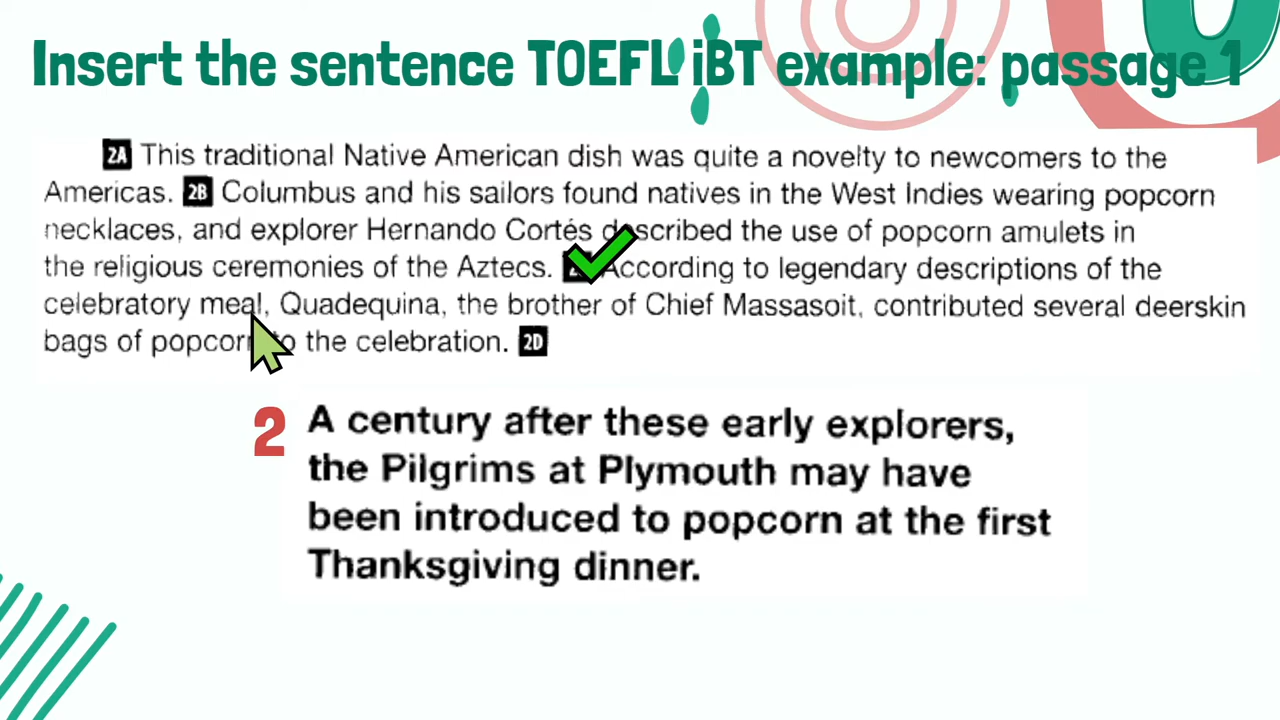 Insert the sentence TOEFL iBT example: passage 1
2A This traditional Native American dish was quite a novelty to newcomers to the
Americas. 2B Columbus and his sailors found natives in the West Indies wearing popcorn
necklaces, and explorer Hernando Cortés described the use of popcorn amulets in
the religious ceremonies of the Aztecs. According to legendary descriptions of the
celebratory meal, Quadequina, the brother of Chief Massasoit, contributed several deerskin
bags of popcorn to the celebration. 2D
2 A century after these early explorers,
the Pilgrims at Plymouth may have
been introduced to popcorn at the first
Thanksgiving dinner.